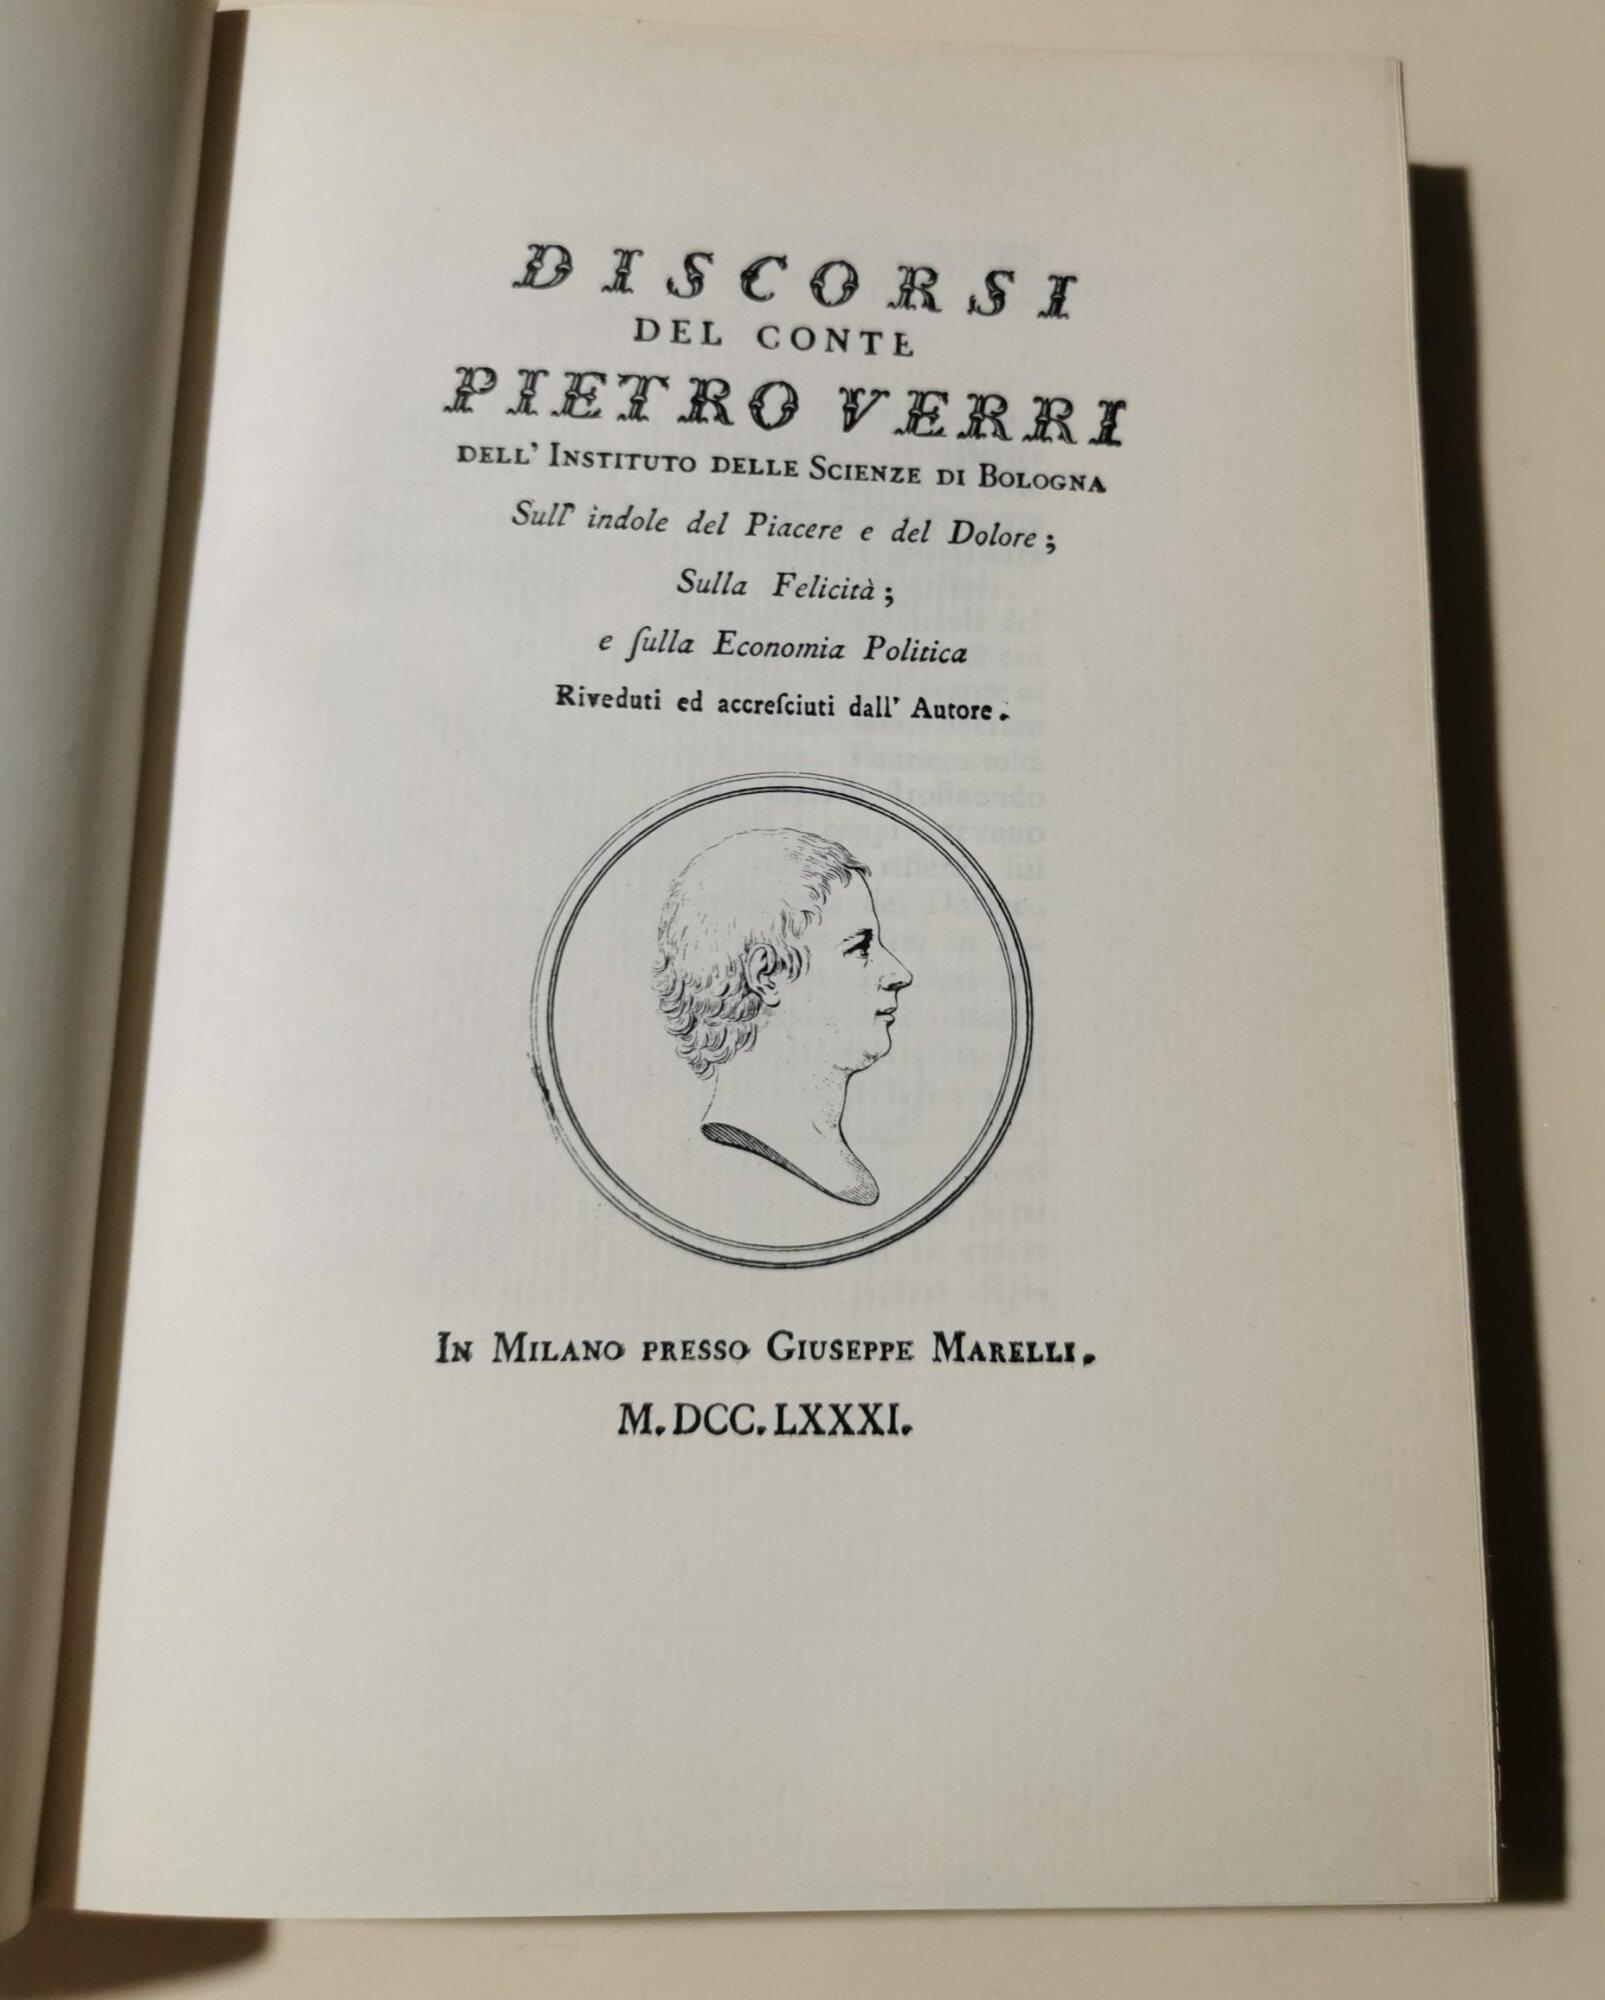 DISCORSI
DEL CONTE
PIETRO VERRI
DELL' INSTITUTO DELLE SCIENZE DI BOLOGNA
Sull' indole del Piacere e del Dolore;
Sulla Felicità;
e ſulla Economia Politica
Riveduti ed accreſciuti dall' Autore.
IN MILANO PRESSO GIUSEPPE MARELLI.
M.DCC.LXXXI.